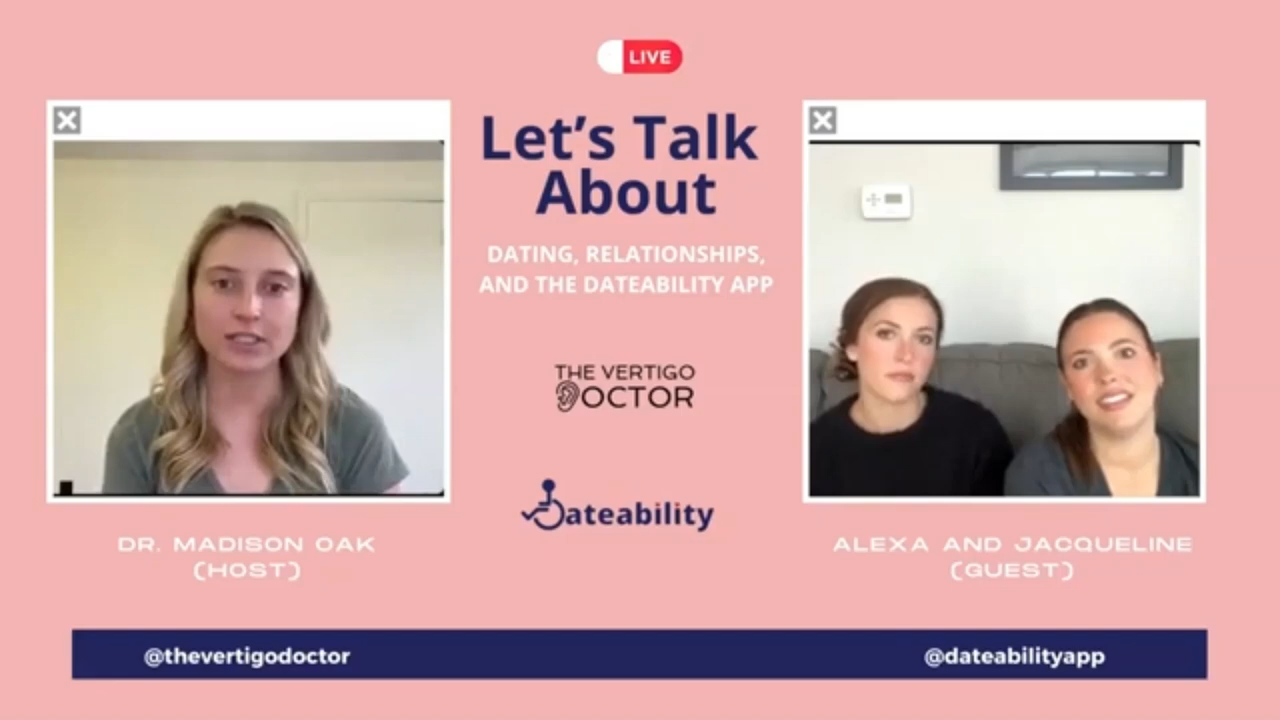 LIVE
Let's Talk
About
DATING, RELATIONSHIPS,
AND THE DATEABILITY APP
THE VERTIGO
DOCTOR
Dateability
DR. MADISON OAK
(HOST)
ALEXA AND JACQUELINE
(GUEST)
@thevertigodoctor
@dateabilityapp